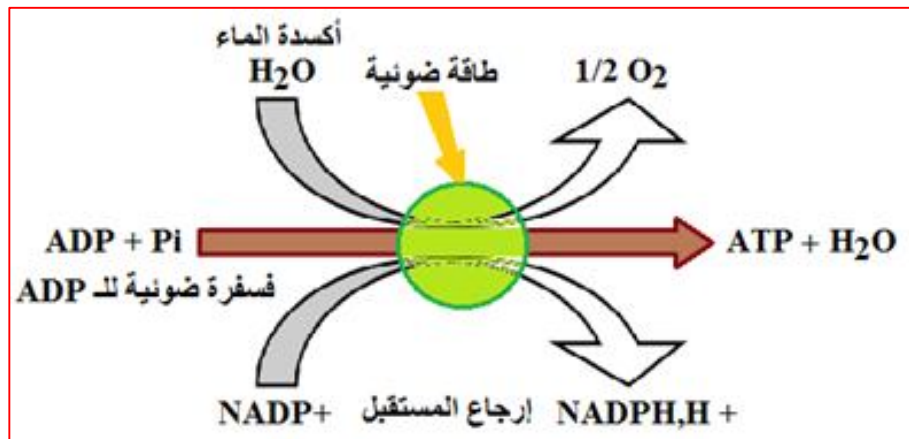 أكسدة الماء
H2O
طاقة ضوئية
1/2 O2
ADP + Pi
ATP + H2O
فسفرة ضوئية للـ ADP
NADP+
إرجاع المستقبل
NADPH,H +